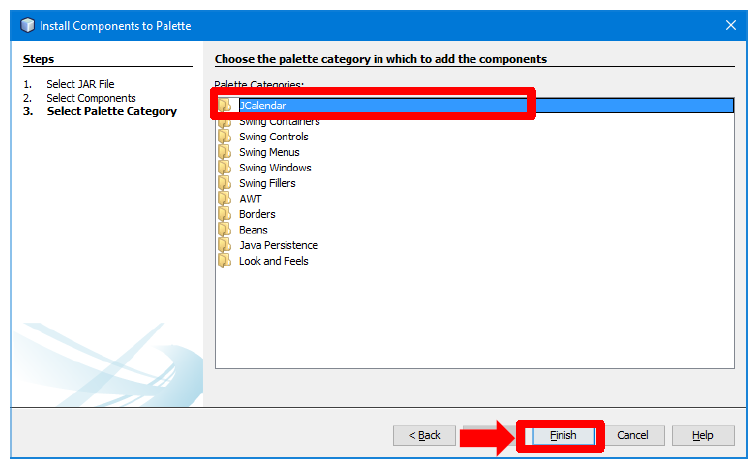 Install Components to Palette
Steps
1. Select JAR File
2. Select Components
3. Select Palette Category
Choose the palette category in which to add the components
Palette Categories:
JCalendar
Swing Containers
Swing Controls
Swing Menus
Swing Windows
Swing Fillers
AWT
Borders
Beans
Java Persistence
Look and Feels
< Back
Finish
Cancel
Help